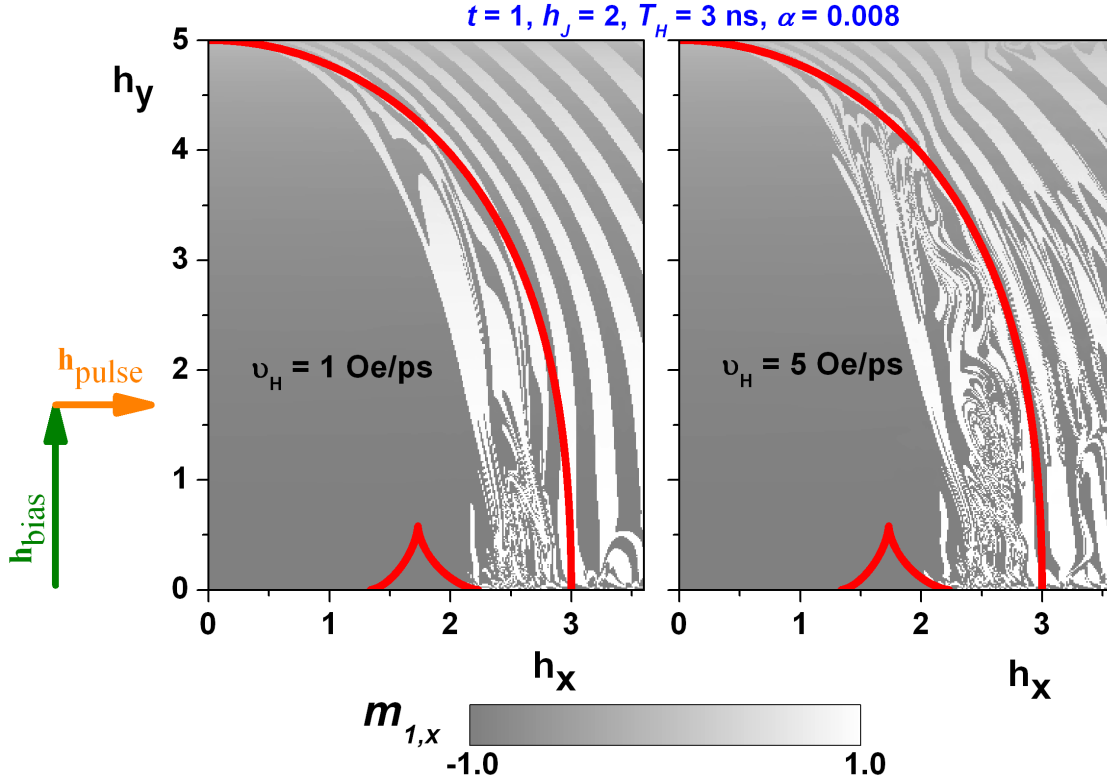 t = 1, h_J = 2, T_H = 3 ns, α = 0.008
h_y
5
4
3
2
1
0
υ_H = 1 Oe/ps
υ_H = 5 Oe/ps
h_pulse
h_bias
0 1 2 3
0 1 2 3
h_x
h_x
m_1,x
-1.0 1.0